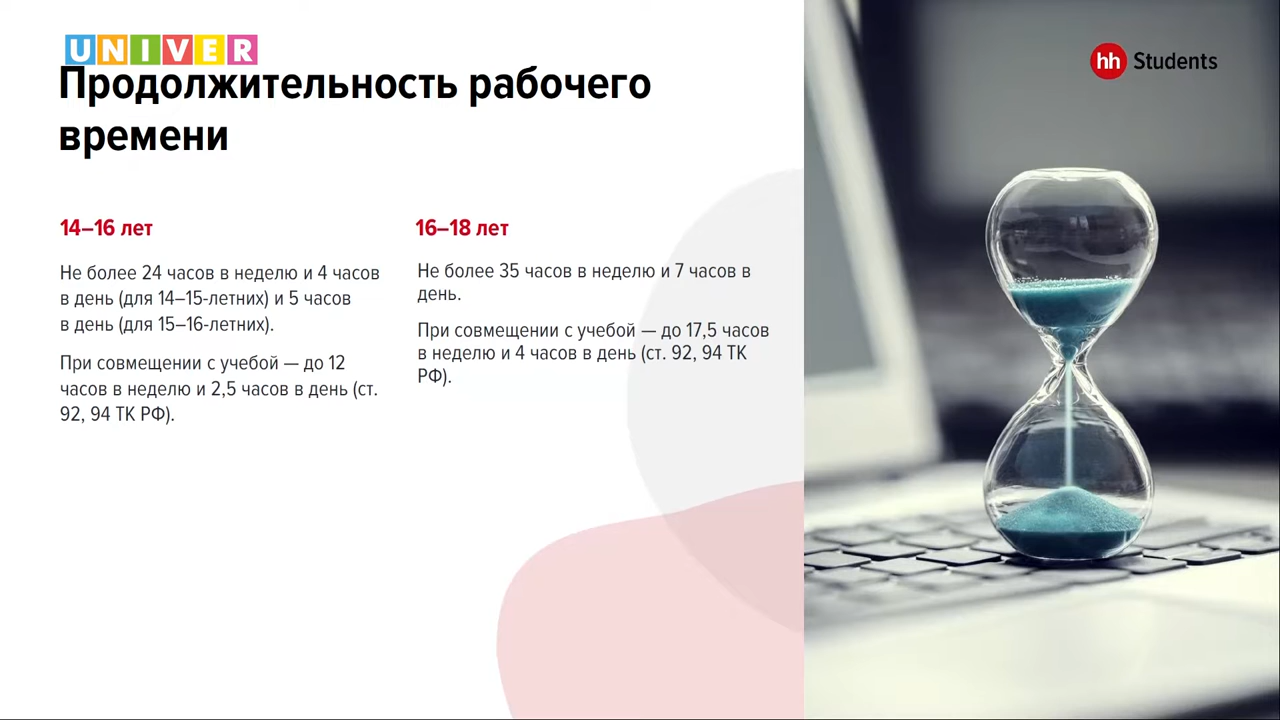 UNIVER
Продолжительность рабочего
времени
hh Students
14–16 лет
Не более 24 часов в неделю и 4 часов
в день (для 14–15-летних) и 5 часов
в день (для 15–16-летних).
При совмещении с учебой — до 12
часов в неделю и 2,5 часов в день (ст.
92, 94 ТК РФ).
16–18 лет
Не более 35 часов в неделю и 7 часов в
день.
При совмещении с учебой — до 17,5 часов
в неделю и 4 часов в день (ст. 92, 94 ТК
РФ).